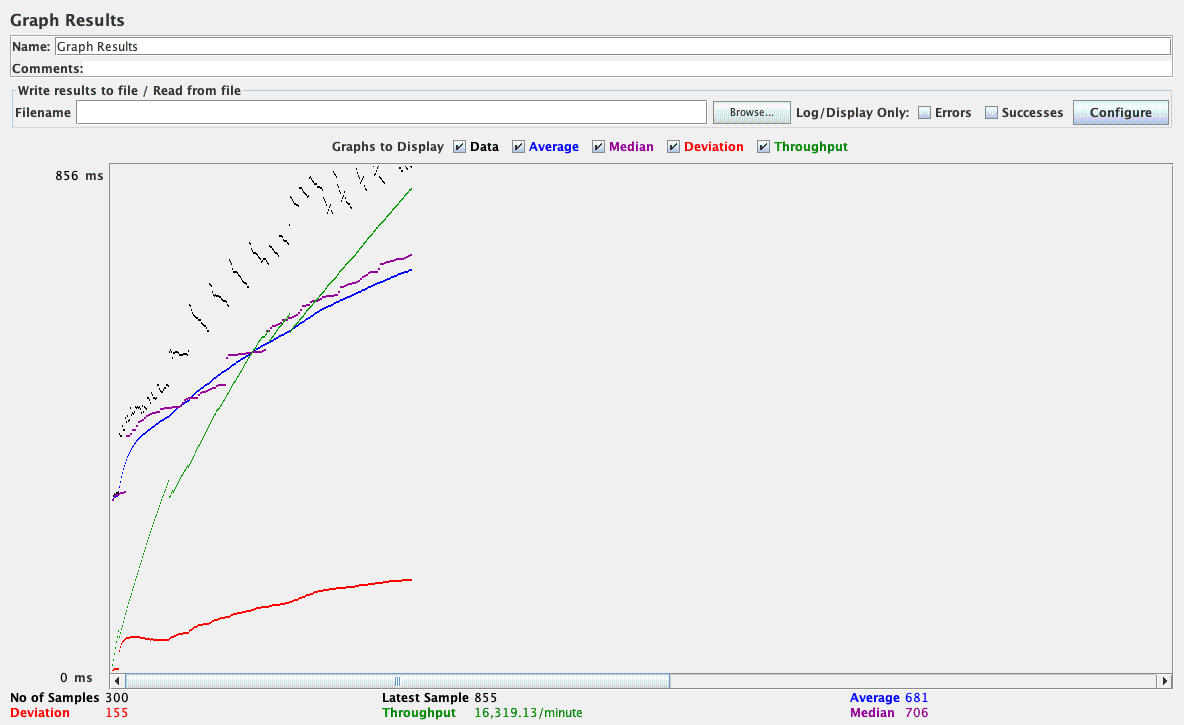 Graph Results
Name: Graph Results
Comments:
Write results to file / Read from file
Filename Browse... Log/Display Only: Errors Successes Configure
Graphs to Display Data Average Median Deviation Throughput
856 ms
0 ms
No of Samples 300 Latest Sample 855 Average 681
Deviation 155 Throughput 16,319.13/minute Median 706